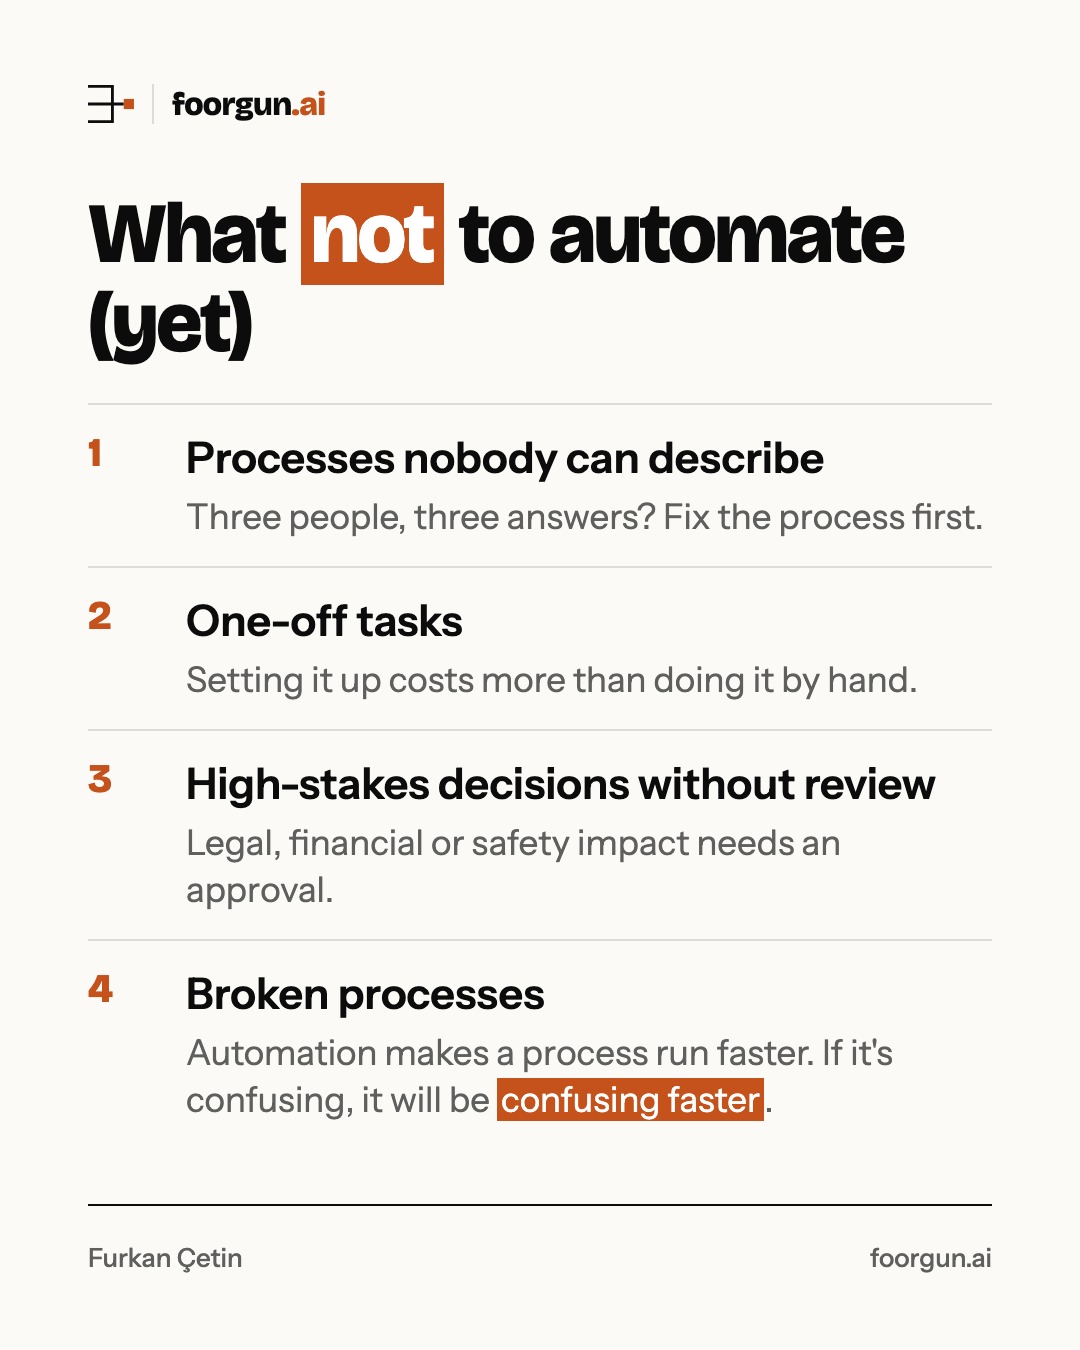 foorgun.ai
What not to automate
(yet)
1
Processes nobody can describe
Three people, three answers? Fix the process first.
2
One-off tasks
Setting it up costs more than doing it by hand.
3
High-stakes decisions without review
Legal, financial or safety impact needs an
approval.
4
Broken processes
Automation makes a process run faster. If it's
confusing, it will be confusing faster.
Furkan Çetin
foorgun.ai